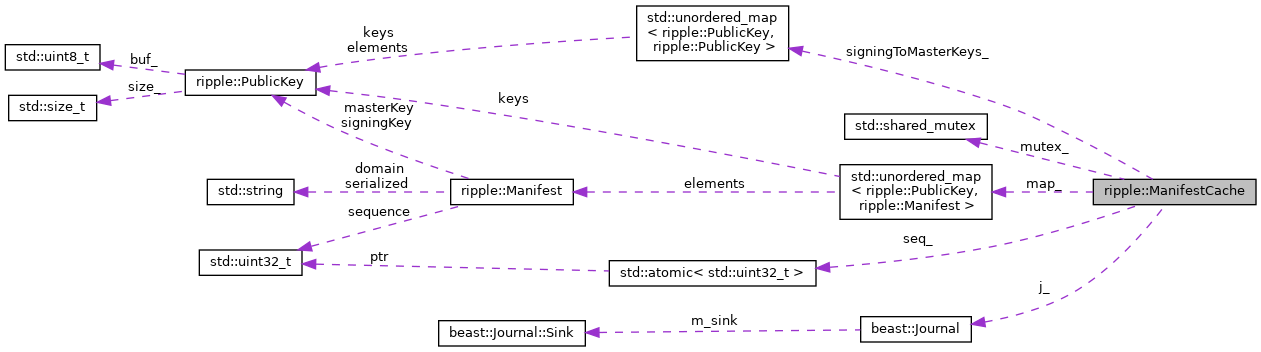 std::unordered_map
< ripple::PublicKey,
ripple::PublicKey >
keys
elements
signingToMasterKeys_
std::uint8_t
buf_
ripple::PublicKey
size_
std::size_t
keys
masterKey
signingKey
std::shared_mutex
mutex_
domain
serialized
std::string
ripple::Manifest
elements
std::unordered_map
< ripple::PublicKey,
ripple::Manifest >
map_
ripple::ManifestCache
sequence
seq_
std::uint32_t
ptr
std::atomic< std::uint32_t >
j_
beast::Journal::Sink
m_sink
beast::Journal